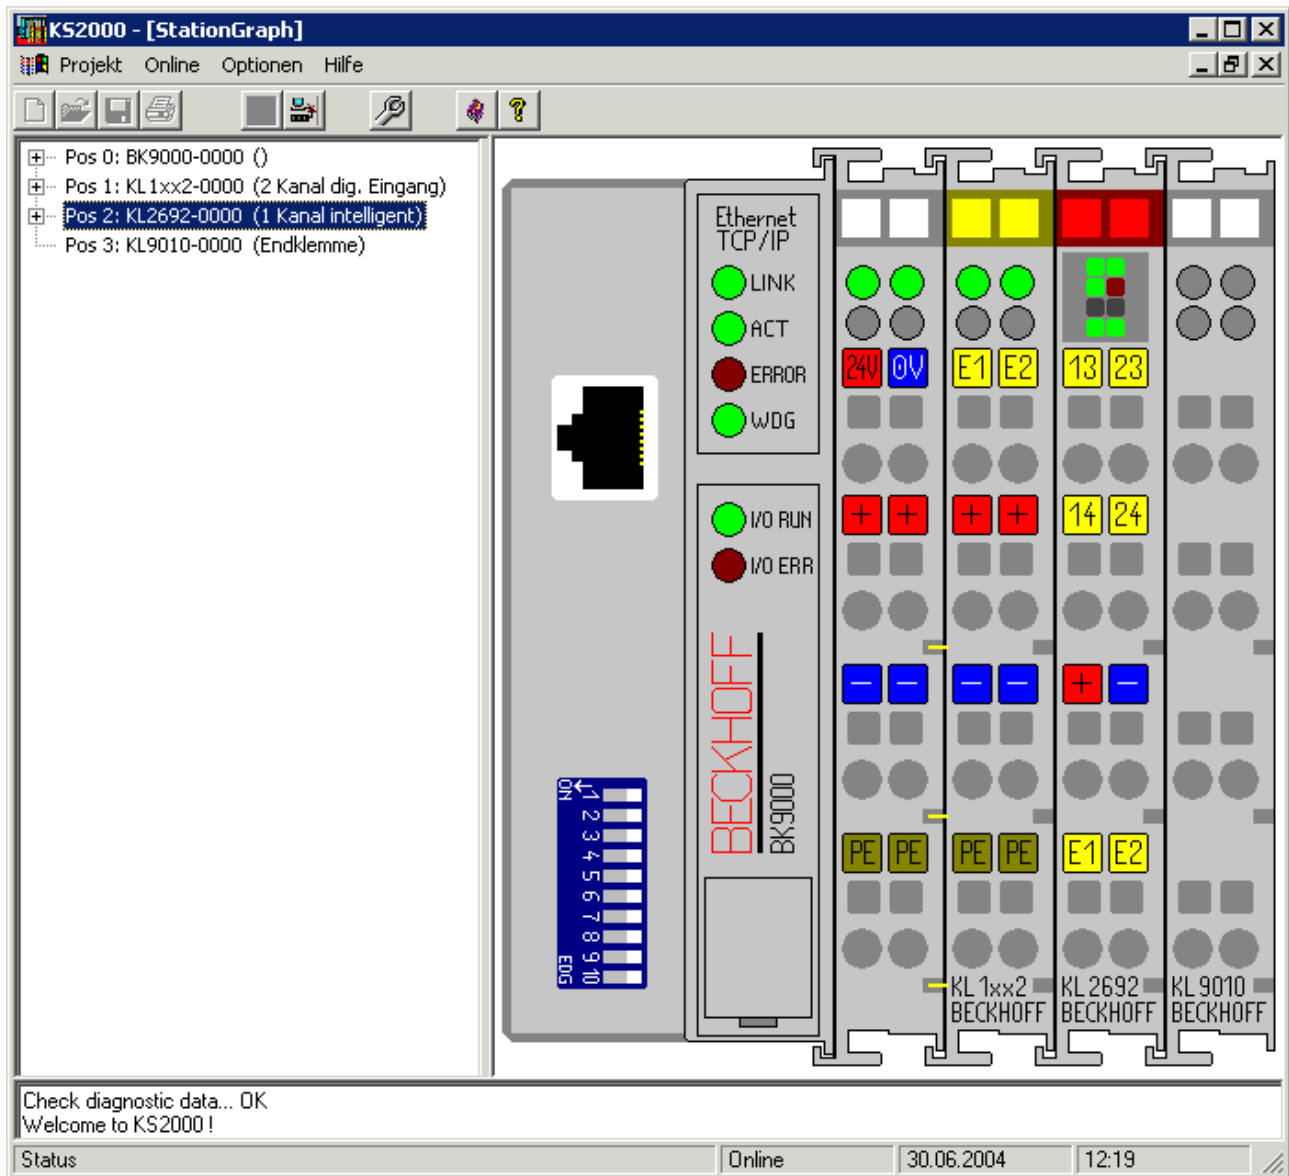 KS2000 - [StationGraph]
Projekt Online Optionen Hilfe
Pos 0: BK9000-0000 ()
Pos 1: KL1xx2-0000 (2 Kanal dig. Eingang)
Pos 2: KL2692-0000 (1 Kanal intelligent)
Pos 3: KL9010-0000 (Endklemme)
Ethernet
TCP/IP
LINK
ACT
ERROR
WDG
I/O RUN
I/O ERR
BECKHOFF
BK9000
ON
1
2
3
4
5
6
7
8
9
10
EDG
24V 0V E1 E2 13 23
+ + + + 14 24
- - - - + -
PE PE PE PE E1 E2
KL1xx2 KL2692 KL9010
BECKHOFF BECKHOFF BECKHOFF
Check diagnostic data... OK
Welcome to KS2000 !
Status Online 30.06.2004 12:19